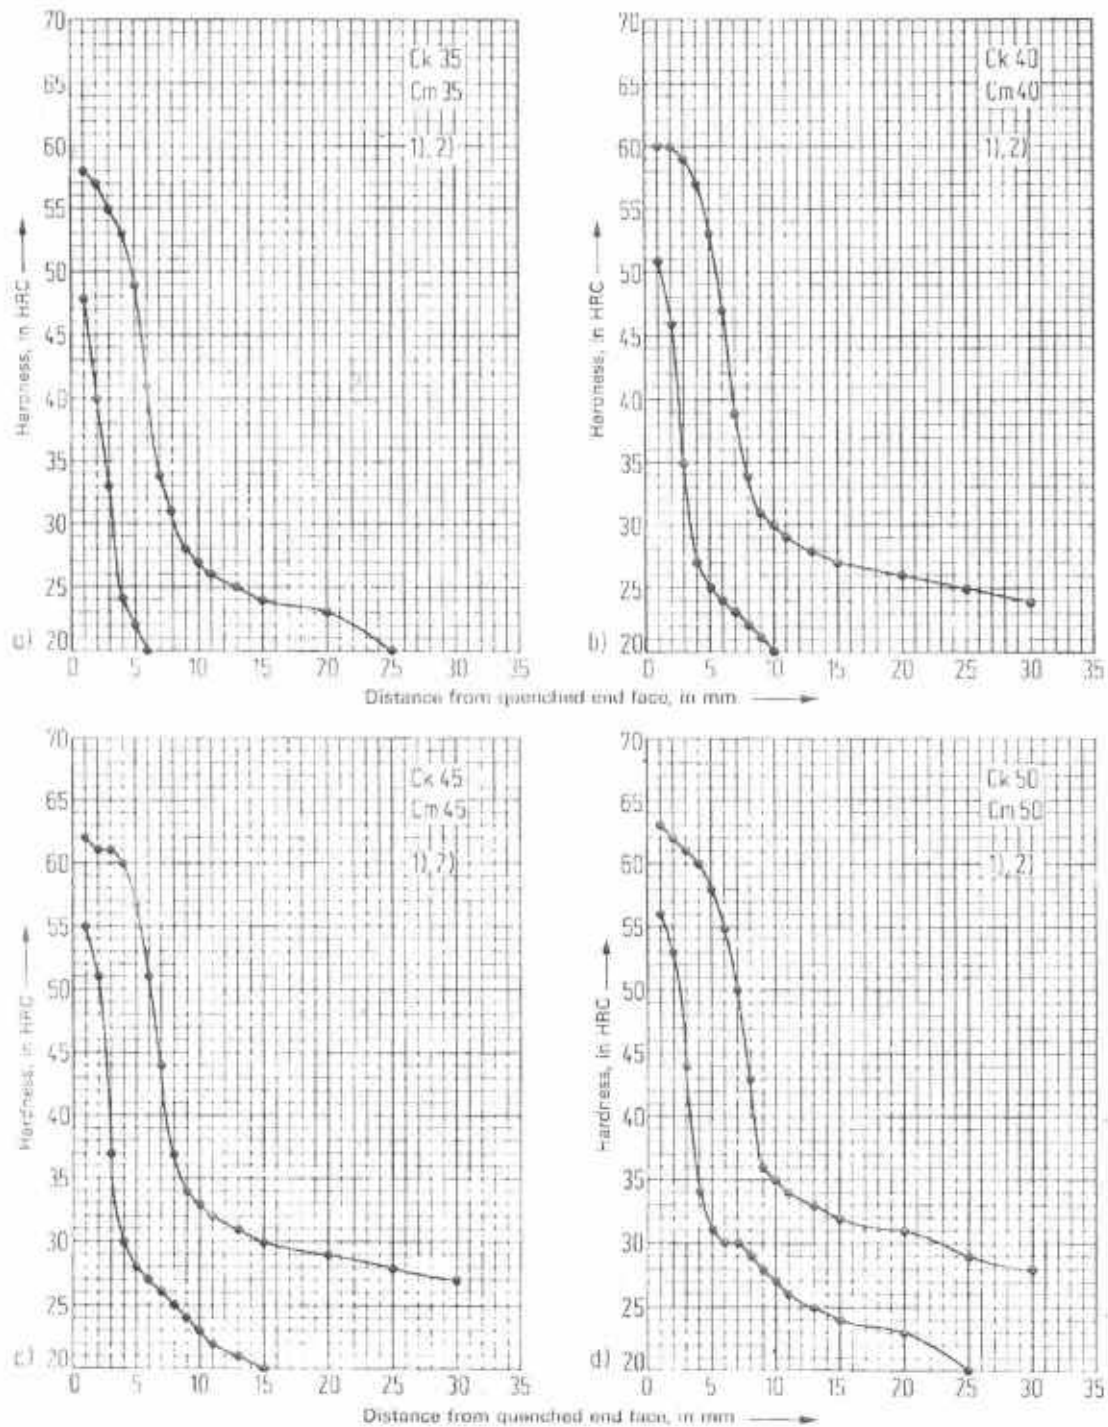 70
65
60
55
50
45
40
35
30
25
20
0 5 10 15 20 25 30 35
Hardness, in HRC
Ck 35
Cm 35
1), 2)
a)
70
65
60
55
50
45
40
35
30
25
20
0 5 10 15 20 25 30 35
Hardness, in HRC
Ck 40
Cm 40
1), 2)
b)
Distance from quenched end face, in mm
70
65
60
55
50
45
40
35
30
25
20
0 5 10 15 20 25 30 35
Hardness, in HRC
Ck 45
Cm 45
1), 2)
c)
70
65
60
55
50
45
40
35
30
25
20
0 5 10 15 20 25 30 35
Hardness, in HRC
Ck 50
Cm 50
1), 2)
d)
Distance from quenched end face, in mm